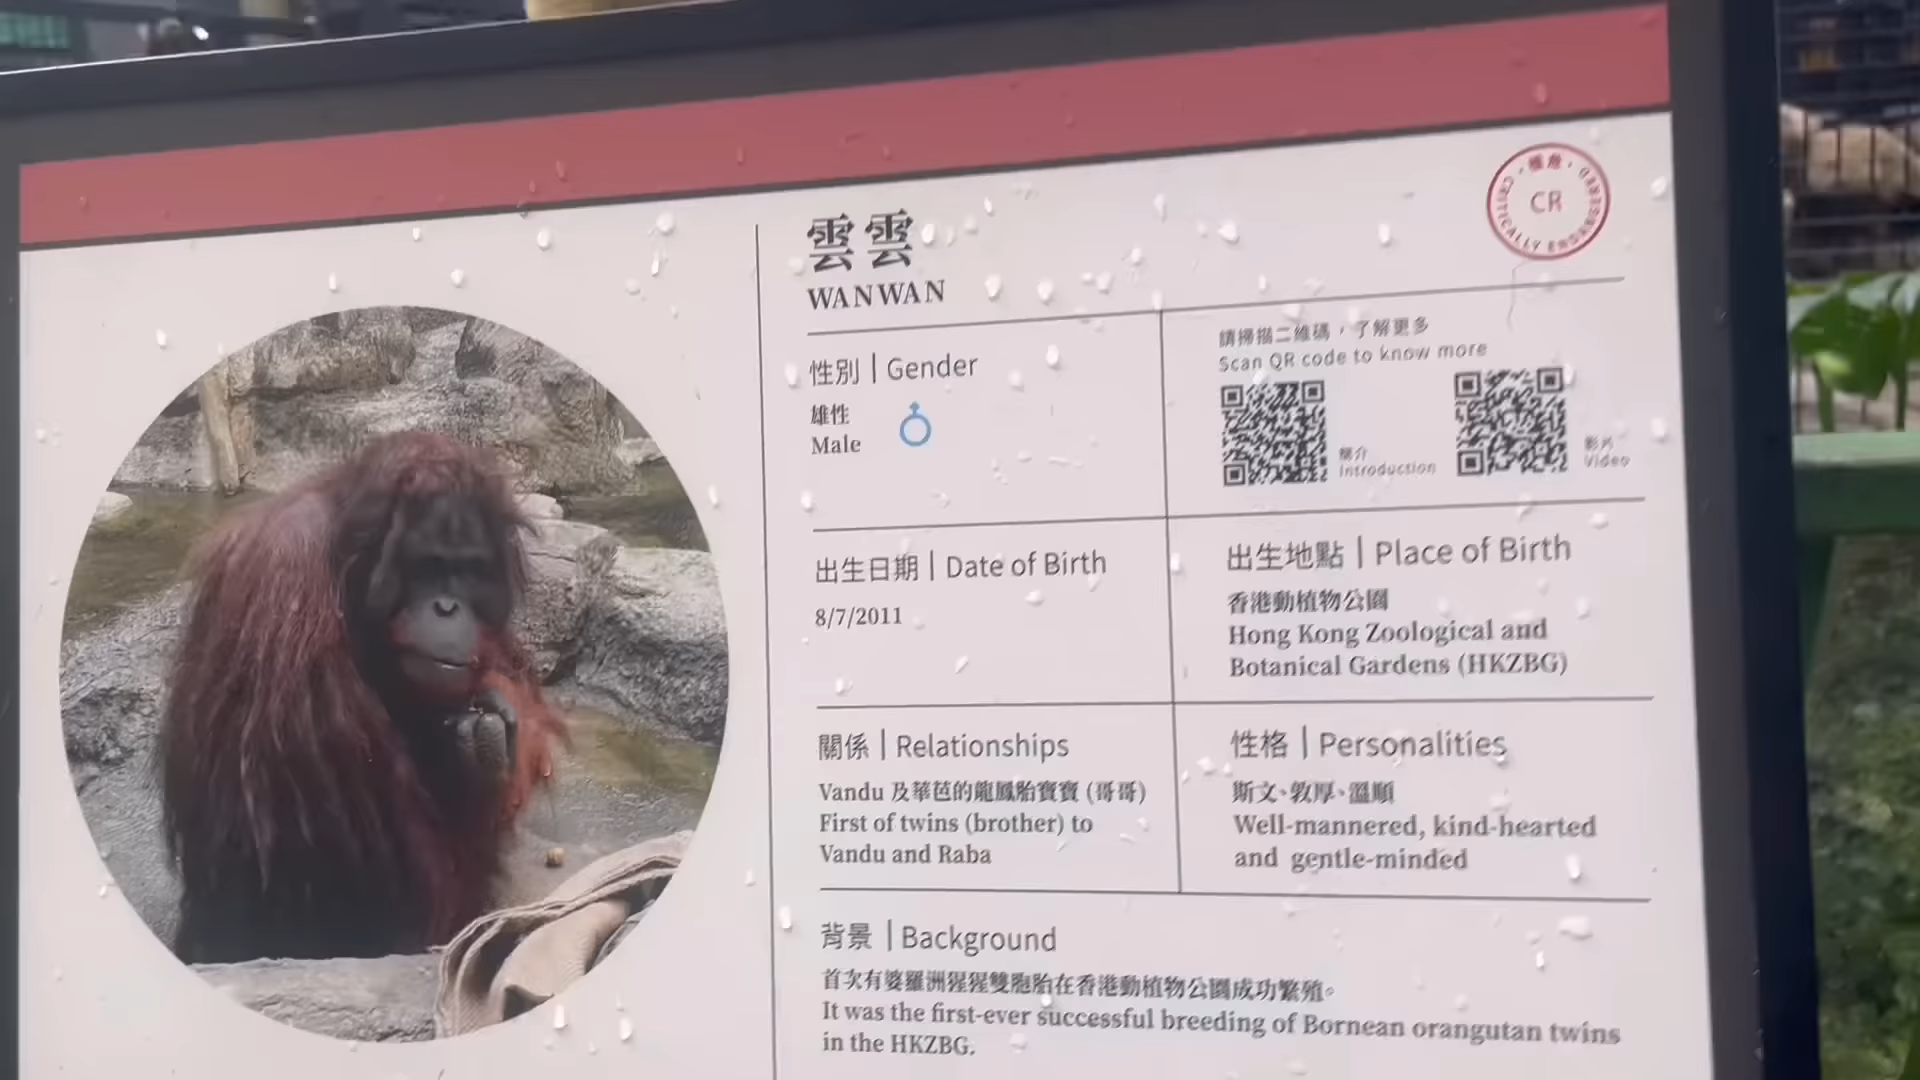 雲雲
WANWAN
極危
CR
CRITICALLY ENDANGERED
性別 | Gender
雄性
Male
請掃描二維碼，了解更多
Scan QR code to know more
簡介
Introduction
影片
Video
出生日期 | Date of Birth
8/7/2011
出生地點 | Place of Birth
香港動植物公園
Hong Kong Zoological and
Botanical Gardens (HKZBG)
關係 | Relationships
Vandu 及華芭的龍鳳胎寶寶 (哥哥)
First of twins (brother) to
Vandu and Raba
性格 | Personalities
斯文、敦厚、溫順
Well-mannered, kind-hearted
and gentle-minded
背景 | Background
首次有婆羅洲猩猩雙胞胎在香港動植物公園成功繁殖。
It was the first-ever successful breeding of Bornean orangutan twins
in the HKZBG.